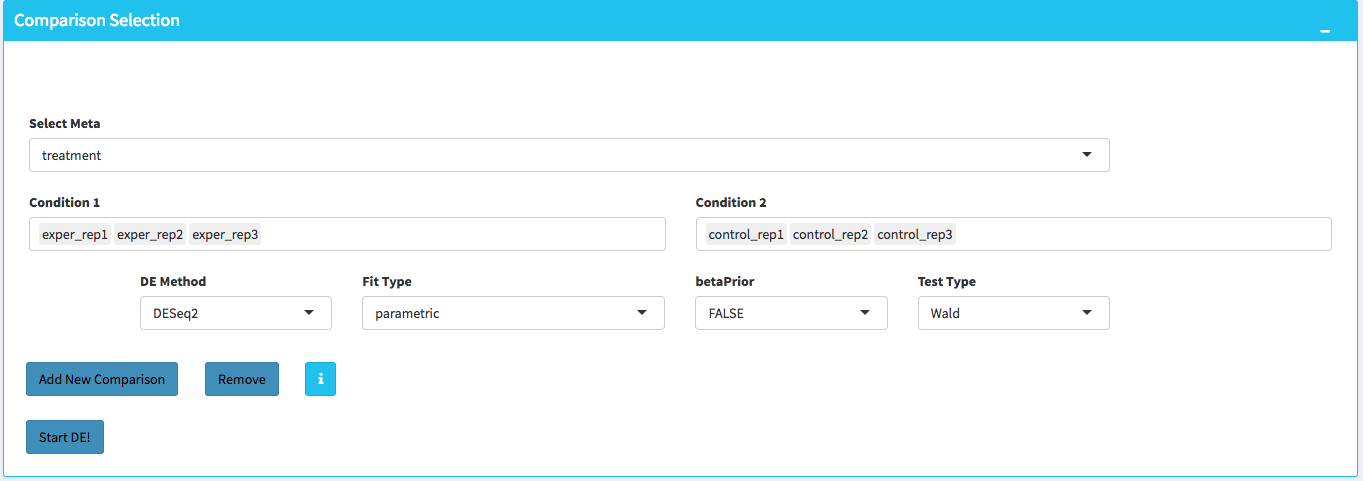 Comparison Selection
Select Meta
treatment
Condition 1 Condition 2
exper_rep1 exper_rep2 exper_rep3 control_rep1 control_rep2 control_rep3
DE Method Fit Type betaPrior Test Type
DESeq2 parametric FALSE Wald
Add New Comparison Remove i
Start DE!